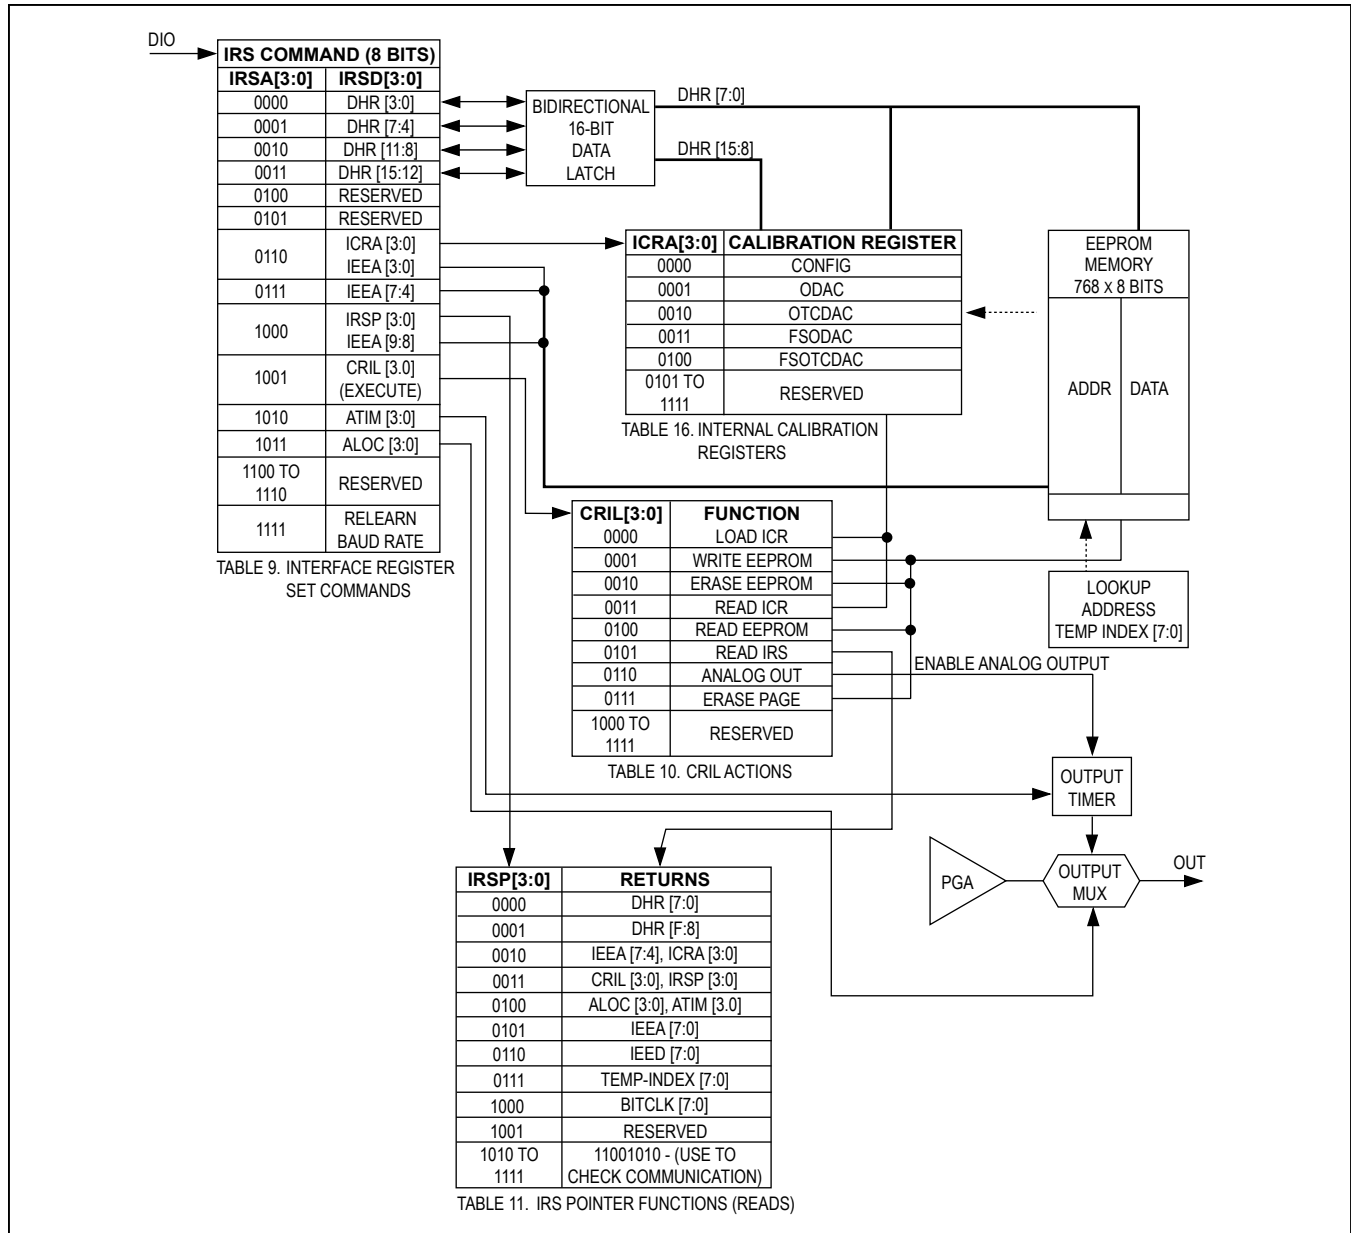 DIO
IRS COMMAND (8 BITS)
IRSA[3:0] IRSD[3:0]
0000 DHR [3:0]
0001 DHR [7:4]
0010 DHR [11:8]
0011 DHR [15:12]
0100 RESERVED
0101 RESERVED
0110 ICRA [3:0]
IEEA [3:0]
0111 IEEA [7:4]
1000 IRSP [3:0]
IEEA [9:8]
1001 CRIL [3.0]
(EXECUTE)
1010 ATIM [3:0]
1011 ALOC [3:0]
1100 TO
1110
RESERVED
1111 RELEARN
BAUD RATE
TABLE 9. INTERFACE REGISTER
SET COMMANDS
BIDIRECTIONAL
16-BIT
DATA
LATCH
DHR [7:0]
DHR [15:8]
ICRA[3:0] CALIBRATION REGISTER
0000 CONFIG
0001 ODAC
0010 OTCDAC
0011 FSODAC
0100 FSOTCDAC
0101 TO
1111
RESERVED
TABLE 16. INTERNAL CALIBRATION
REGISTERS
EEPROM
MEMORY
768 X 8 BITS
ADDR DATA
LOOKUP
ADDRESS
TEMP INDEX [7:0]
CRIL[3:0] FUNCTION
0000 LOAD ICR
0001 WRITE EEPROM
0010 ERASE EEPROM
0011 READ ICR
0100 READ EEPROM
0101 READ IRS
0110 ANALOG OUT
0111 ERASE PAGE
1000 TO
1111
RESERVED
TABLE 10. CRIL ACTIONS
ENABLE ANALOG OUTPUT
OUTPUT
TIMER
PGA
OUTPUT
MUX
OUT
IRSP[3:0] RETURNS
0000 DHR [7:0]
0001 DHR [F:8]
0010 IEEA [7:4], ICRA [3:0]
0011 CRIL [3:0], IRSP [3:0]
0100 ALOC [3:0], ATIM [3.0]
0101 IEEA [7:0]
0110 IEED [7:0]
0111 TEMP-INDEX [7:0]
1000 BITCLK [7:0]
1001 RESERVED
1010 TO
1111
11001010 - (USE TO
CHECK COMMUNICATION)
TABLE 11. IRS POINTER FUNCTIONS (READS)